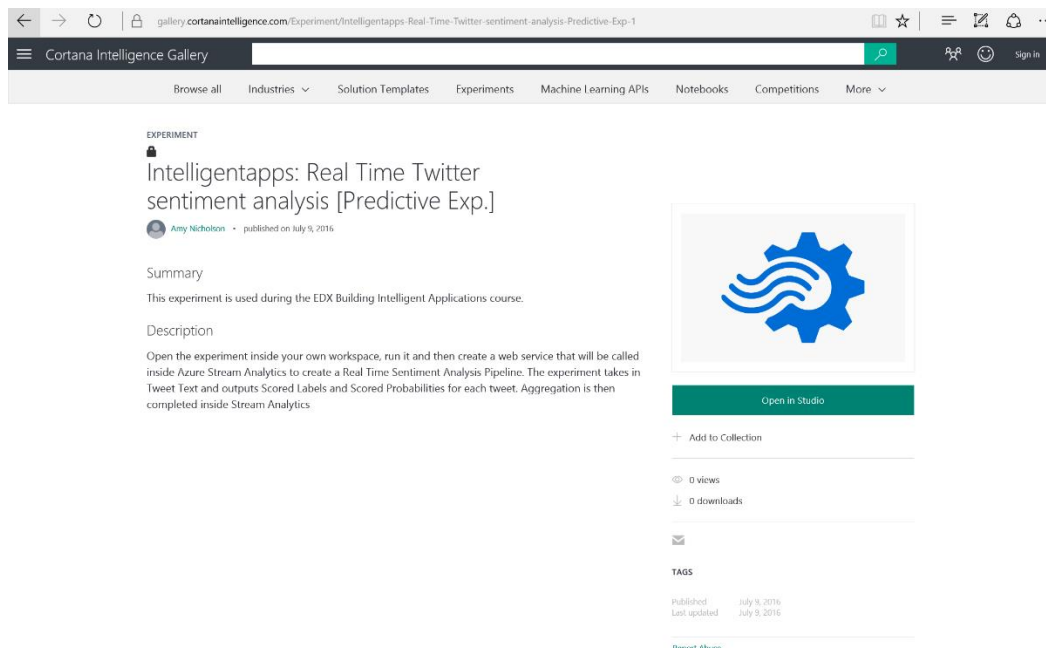 gallery.cortanaintelligence.com/Experiment/Intelligentapps-Real-Time-Twitter-sentiment-analysis-Predictive-Exp-1
Cortana Intelligence Gallery
Sign in
Browse all Industries Solution Templates Experiments Machine Learning APIs Notebooks Competitions More
EXPERIMENT
Intelligentapps: Real Time Twitter
sentiment analysis [Predictive Exp.]
Amy Nicholson • published on July 9, 2016
Summary
This experiment is used during the EDX Building Intelligent Applications course.
Description
Open the experiment inside your own workspace, run it and then create a web service that will be called
inside Azure Stream Analytics to create a Real Time Sentiment Analysis Pipeline. The experiment takes in
Tweet Text and outputs Scored Labels and Scored Probabilities for each tweet. Aggregation is then
completed inside Stream Analytics
Open in Studio
Add to Collection
0 views
0 downloads
TAGS
Published July 9, 2016
Last updated July 9, 2016
Report Abuse